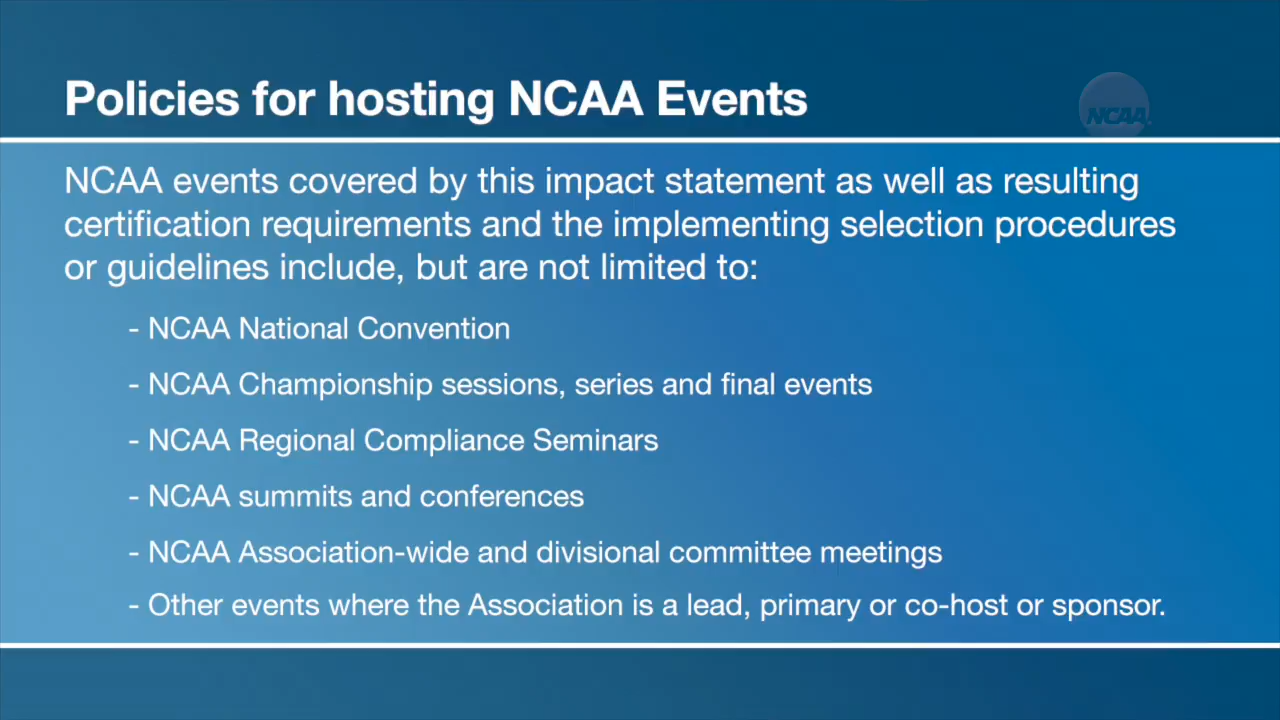 Policies for hosting NCAA Events
NCAA
NCAA events covered by this impact statement as well as resulting
certification requirements and the implementing selection procedures
or guidelines include, but are not limited to:
- NCAA National Convention
- NCAA Championship sessions, series and final events
- NCAA Regional Compliance Seminars
- NCAA summits and conferences
- NCAA Association-wide and divisional committee meetings
- Other events where the Association is a lead, primary or co-host or sponsor.